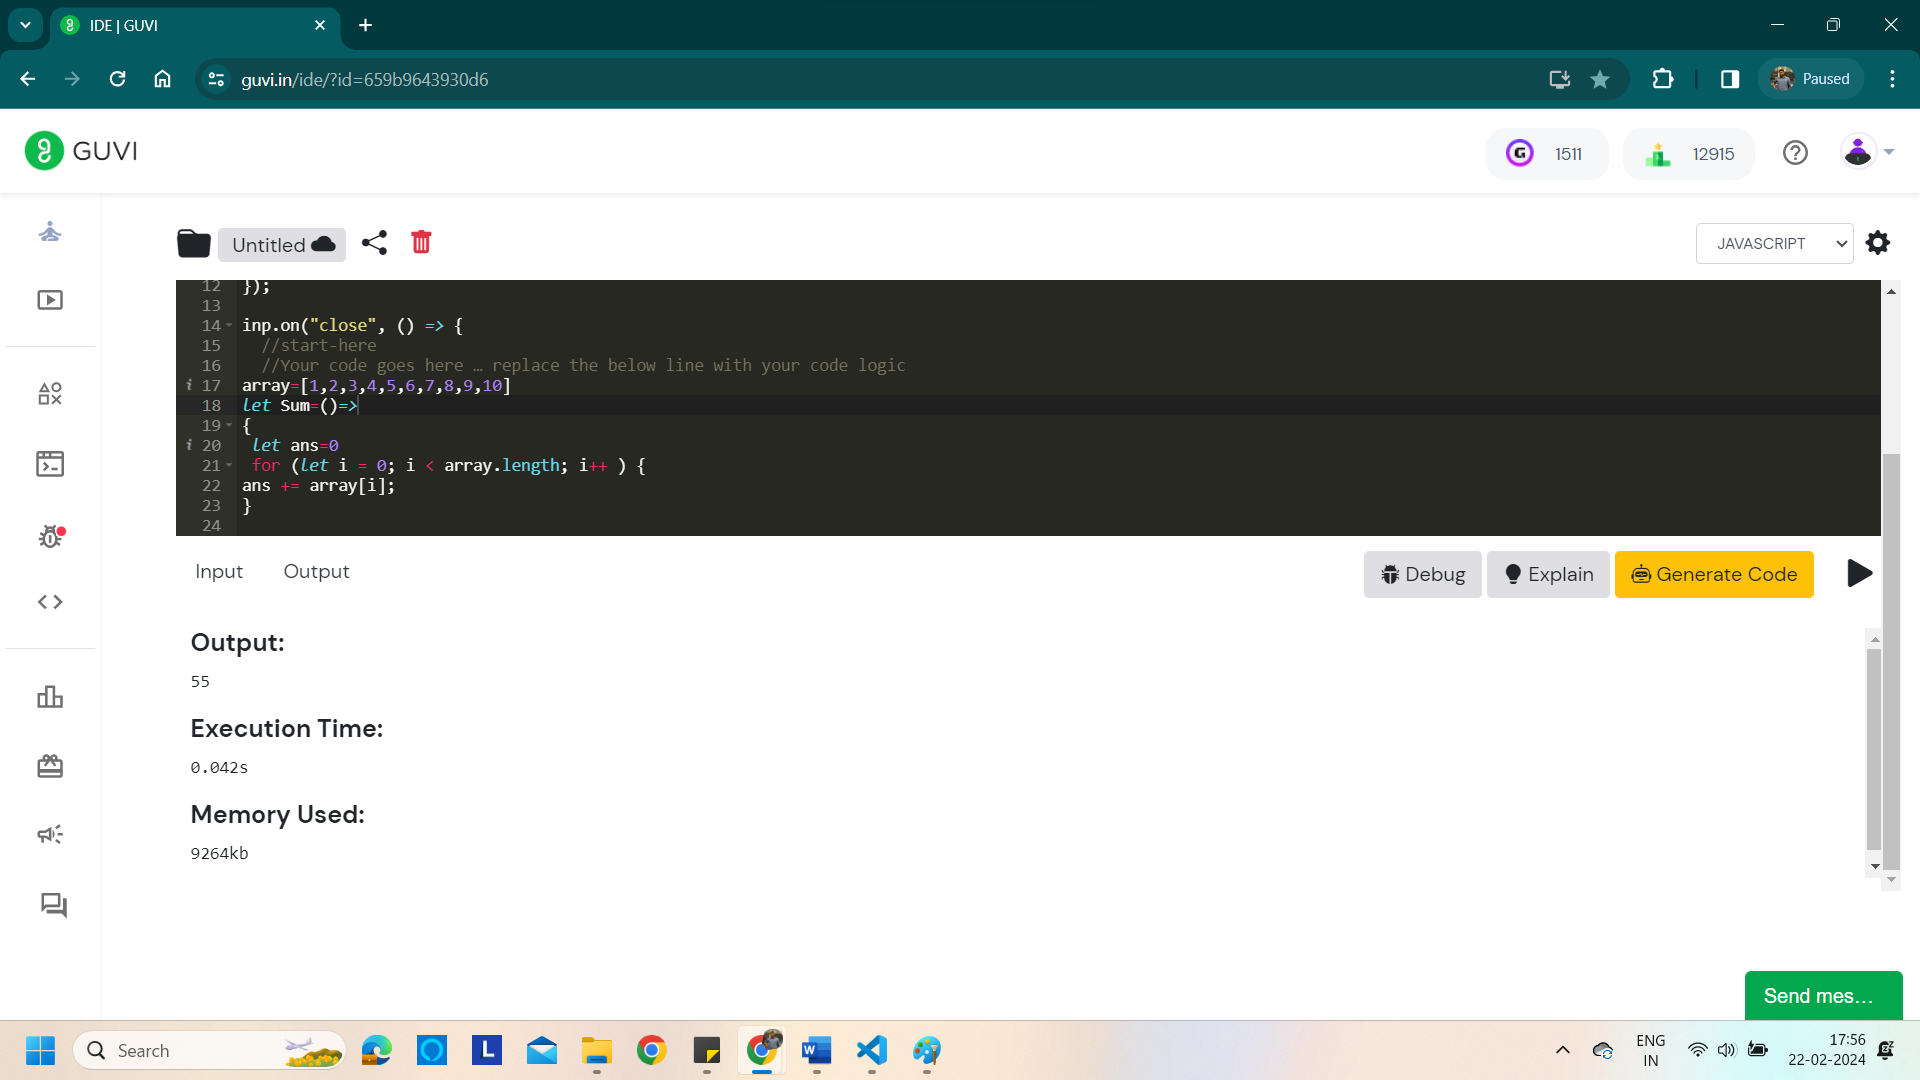 IDE | GUVI
guvi.in/ide/?id=659b9643930d6
Paused
GUVI
G
1511
12915
Untitled
JAVASCRIPT
12 });
13
14 inp.on("close", () => {
15 //start-here
16 //Your code goes here … replace the below line with your code logic
i 17 array=[1,2,3,4,5,6,7,8,9,10]
18 let Sum=()=>
19 {
i 20 let ans=0
21 for (let i = 0; i < array.length; i++ ) {
22 ans += array[i];
23 }
24
Input Output
Debug Explain Generate Code
Output:
55
Execution Time:
0.042s
Memory Used:
9264kb
Send mes…
Search
L
W
ENG
IN
17:56
22-02-2024